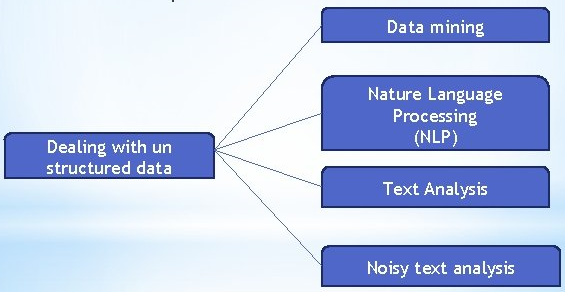 Data mining
Nature Language
Processing
(NLP)
Dealing with un
structured data
Text Analysis
Noisy text analysis